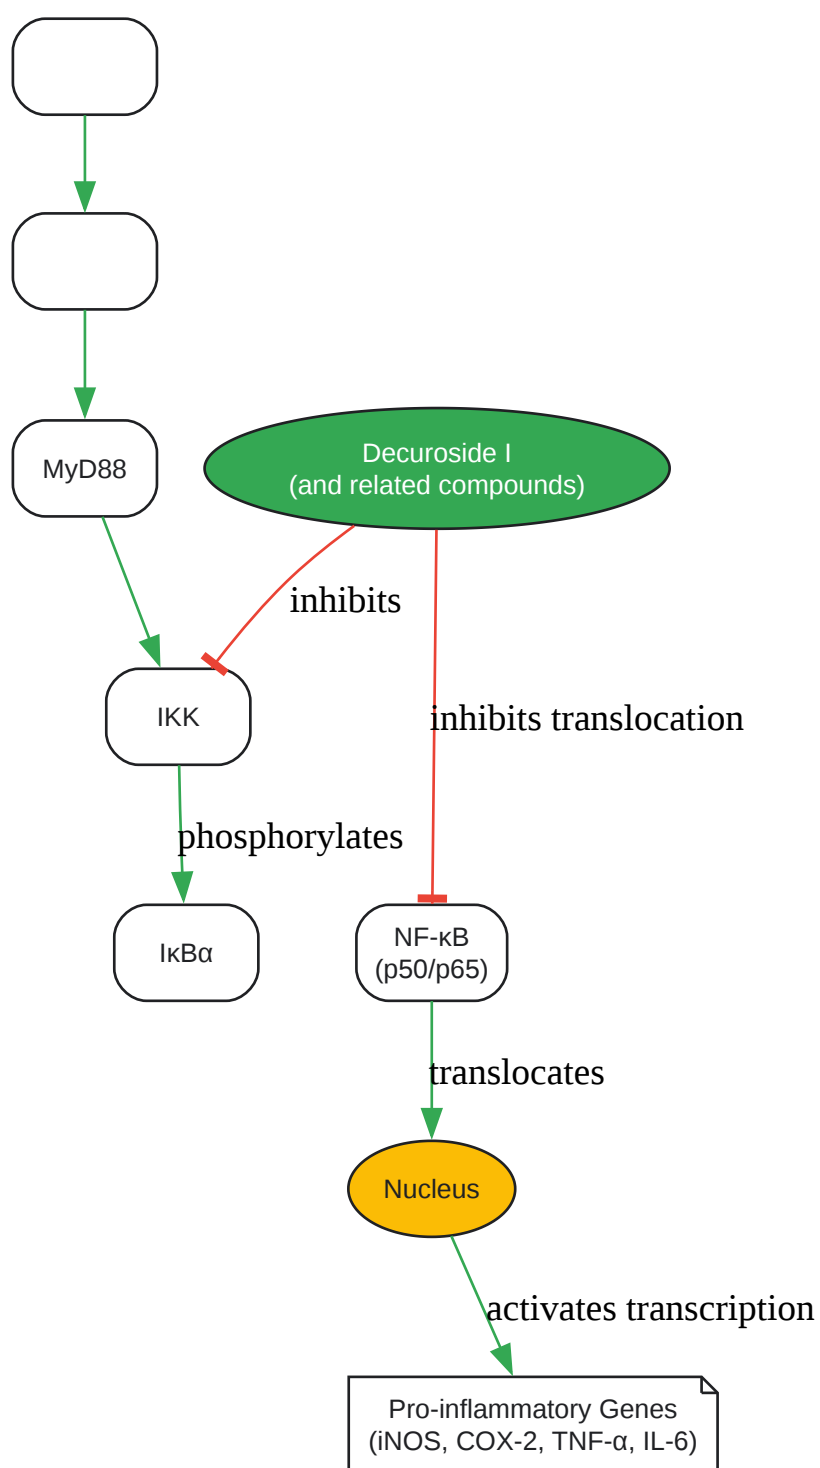 MyD88
Decuroside I
(and related compounds)
inhibits
IKK
inhibits translocation
phosphorylates
IκBα
NF-κB
(p50/p65)
translocates
Nucleus
activates transcription
Pro-inflammatory Genes
(iNOS, COX-2, TNF-α, IL-6)